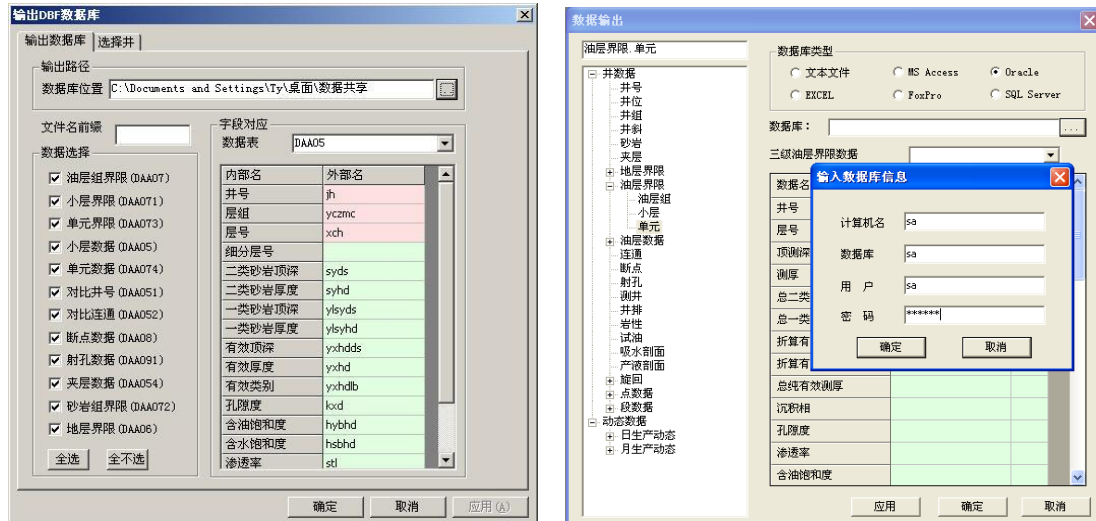 输出DBF数据库
输出数据库 选择井
输出路径
数据库位置 C:\Documents and Settings\Ty\桌面\数据共享
文件名前缀
数据选择
油层组界限(DAA07)
小层界限(DAA071)
单元界限(DAA073)
小层数据(DAA05)
单元数据(DAA074)
对比井号(DAA051)
对比连通(DAA052)
断点数据(DAA08)
射孔数据(DAA091)
夹层数据(DAA054)
砂岩组界限(DAA072)
地层界限(DAA06)
全选 全不选
字段对应
数据表 DAA05
内部名 外部名
井号 jh
层组 yczmc
层号 xch
细分层号
二类砂岩顶深 syds
二类砂岩厚度 syhd
一类砂岩顶深 ylsyds
一类砂岩厚度 ylsyhd
有效顶深 yxhdds
有效厚度 yxhd
有效类别 yxhdlb
孔隙度 kxd
含油饱和度 hybhd
含水饱和度 hsbhd
渗透率 stl
确定 取消 应用(A)
数据输出
油层界限.单元
井数据
井号
井位
井组
井斜
砂岩
夹层
地层界限
油层界限
油层组
小层
单元
油层数据
连通
断点
射孔
测井
井排
岩性
试油
吸水剖面
产液剖面
旋回
点数据
段数据
动态数据
日生产动态
月生产动态
数据库类型
文本文件 MS Access Oracle
EXCEL FoxPro SQL Server
数据库： ...
三级油层界限数据
数据名
井号
层号
顶测深
测厚
总二类
总一类
折算有
折算有
总纯有效测厚
沉积相
孔隙度
渗透率
含油饱和度
输入数据库信息
计算机名 sa
数据库 sa
用 户 sa
密 码 ******
确定 取消
应用 确定 取消